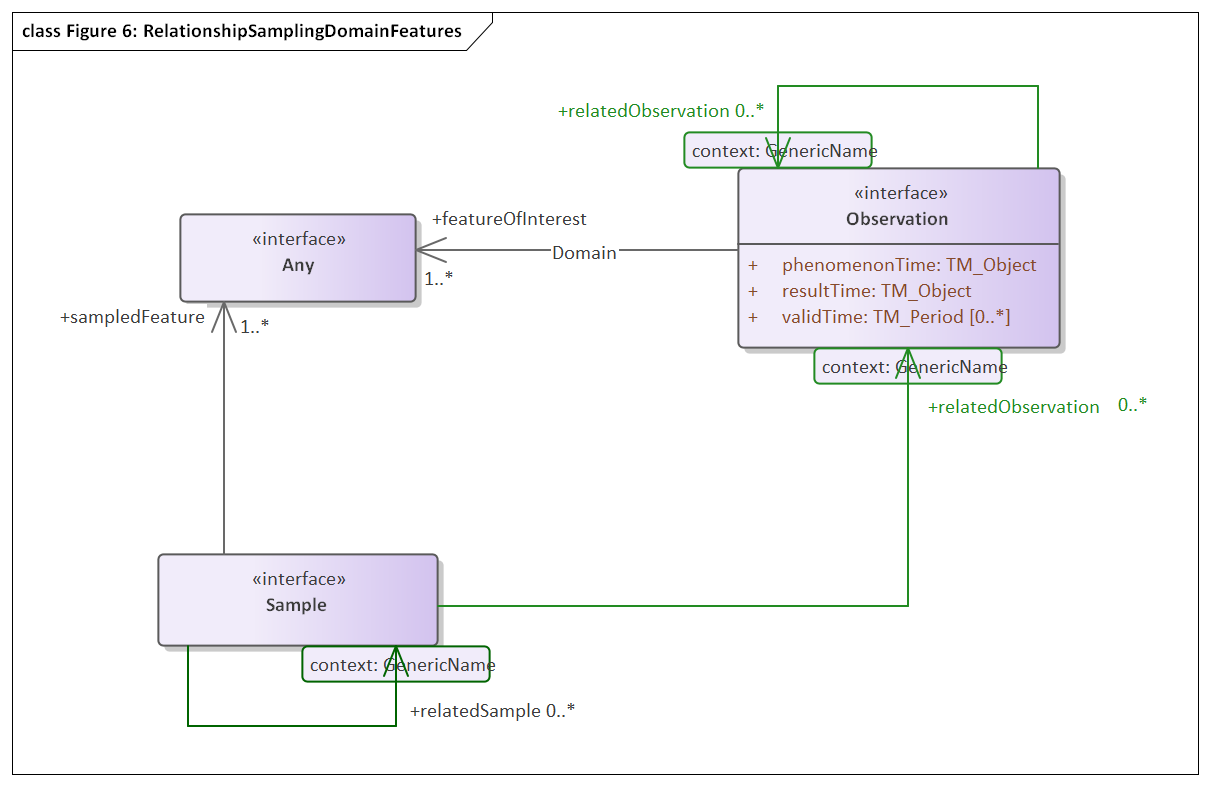 class Figure 6: RelationshipSamplingDomainFeatures
+relatedObservation 0..*
context: GenericName
«interface»
Observation
+ phenomenonTime: TM_Object
+ resultTime: TM_Object
+ validTime: TM_Period [0..*]
+featureOfInterest
Domain
1..*
«interface»
Any
+sampledFeature
1..*
context: GenericName
+relatedObservation 0..*
«interface»
Sample
context: GenericName
+relatedSample 0..*